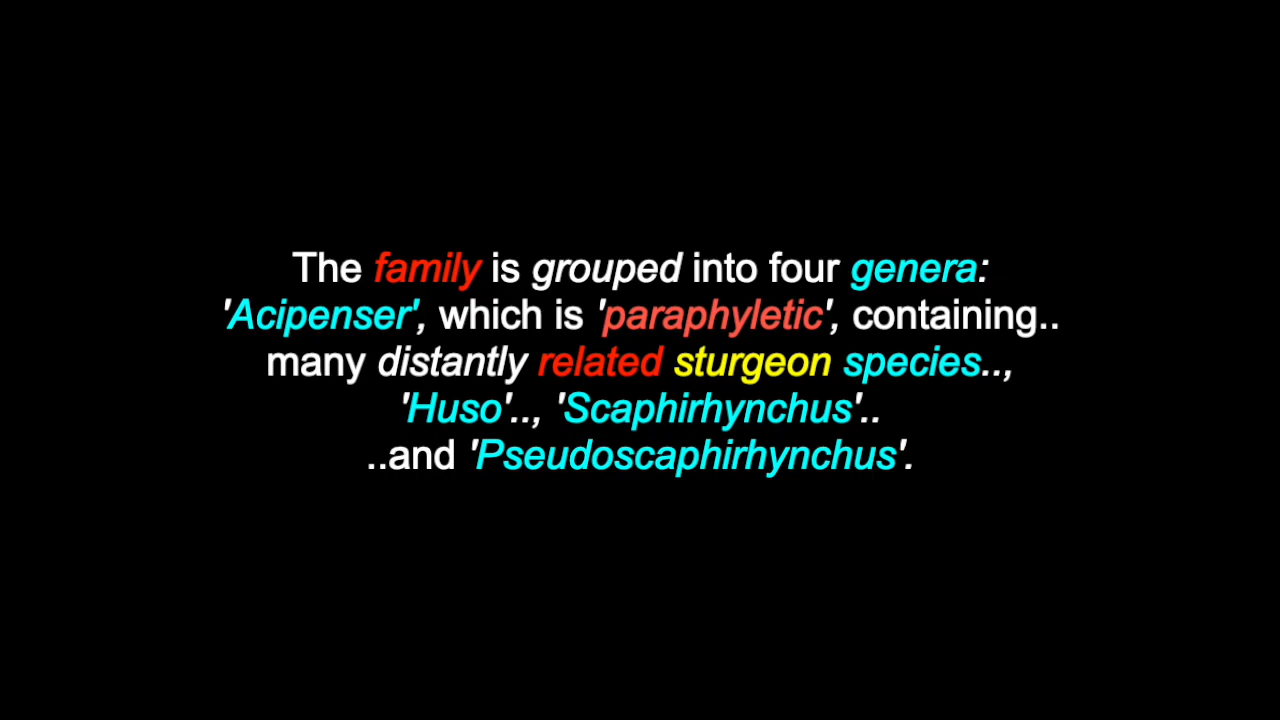 The family is grouped into four genera:
'Acipenser', which is 'paraphyletic', containing..
many distantly related sturgeon species..,
'Huso'.., 'Scaphirhynchus'..
..and 'Pseudoscaphirhynchus'.